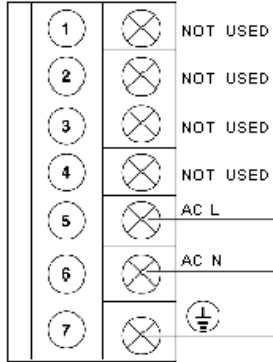 1 NOT USED
2 NOT USED
3 NOT USED
4 NOT USED
5 AC L
6 AC N
7